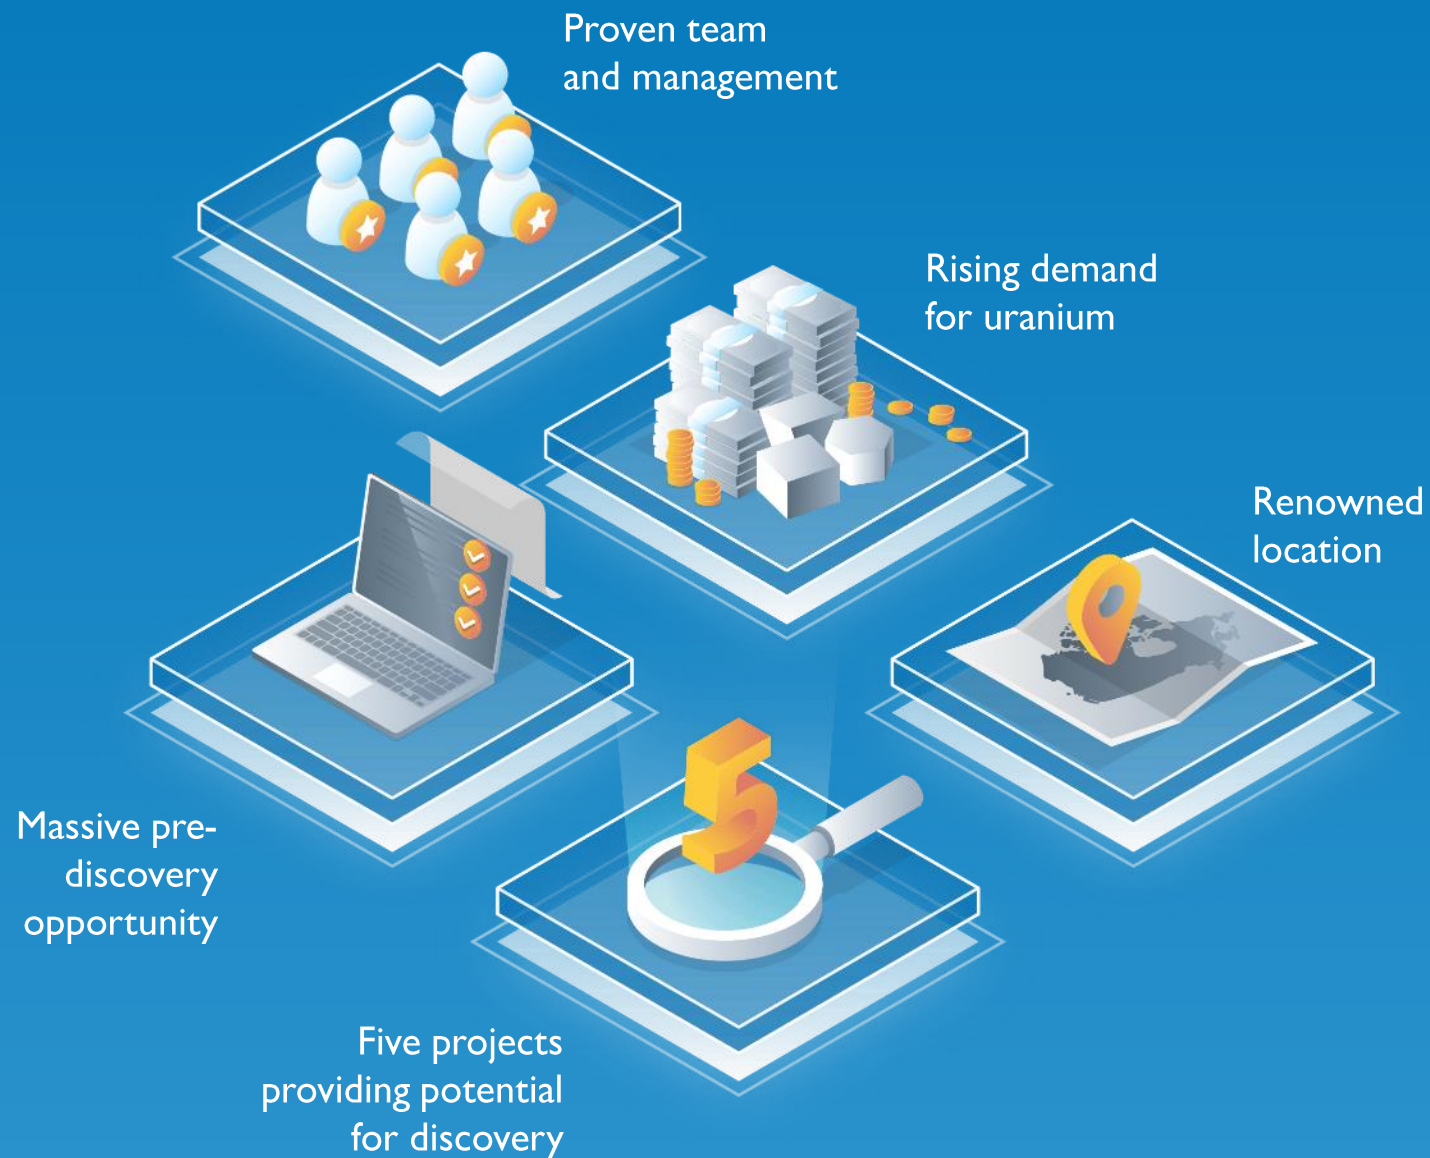 Proven team
and management
Rising demand
for uranium
Renowned
location
Massive pre-
discovery
opportunity
5
Five projects
providing potential
for discovery